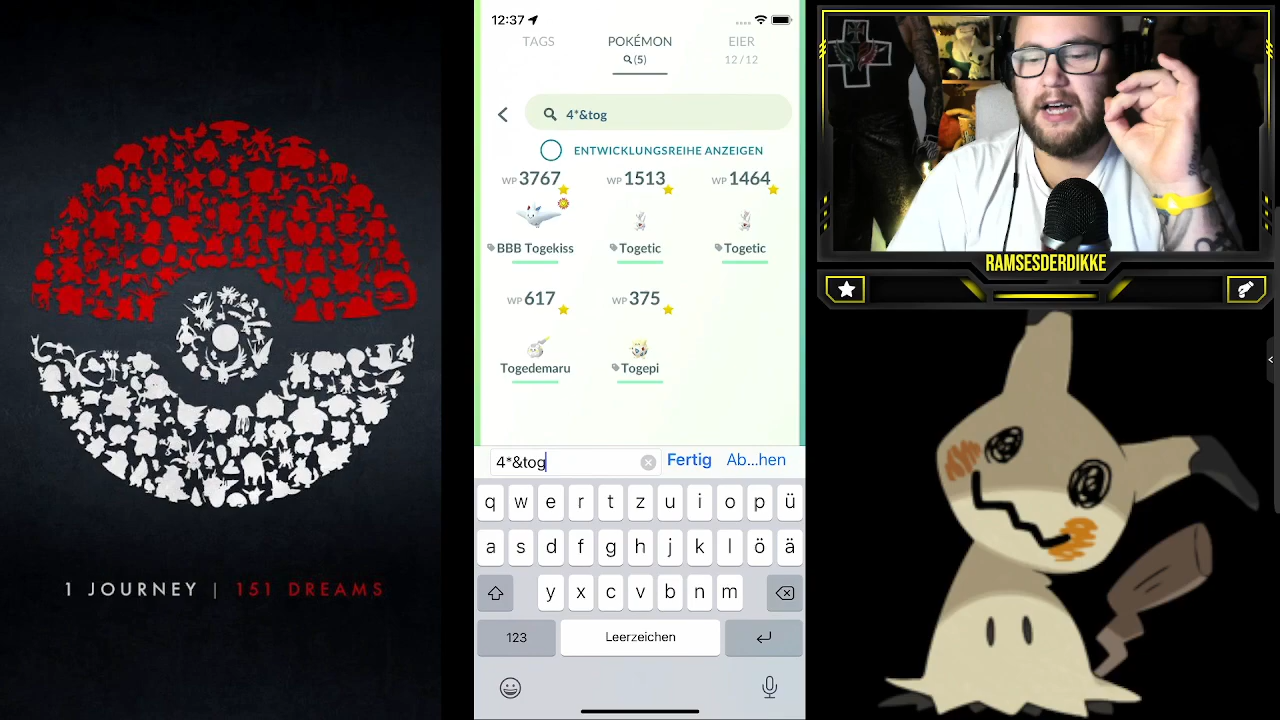 1 JOURNEY | 151 DREAMS
12:37
TAGS
POKÉMON
(5)
EIER
12 / 12
4*&tog
ENTWICKLUNGSREIHE ANZEIGEN
WP 3767
BBB Togekiss
WP 1513
Togetic
WP 1464
Togetic
WP 617
Togedemaru
WP 375
Togepi
4*&tog
Fertig
Ab...hen
q w e r t z u i o p ü
a s d f g h j k l ö ä
y x c v b n m
123
Leerzeichen
RAMSESDERDIKKE